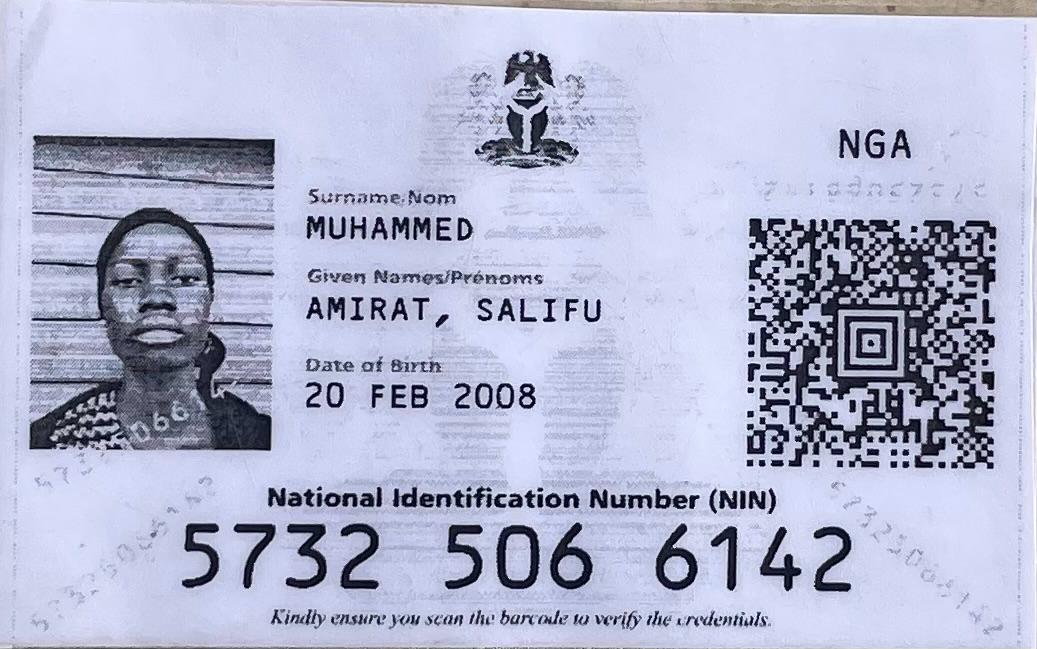 NGA
Surname/Nom
MUHAMMED
Given Names/Prénoms
AMIRAT, SALIFU
Date of Birth
20 FEB 2008
National Identification Number (NIN)
5732 506 6142
Kindly ensure you scan the barcode to verify the credentials.